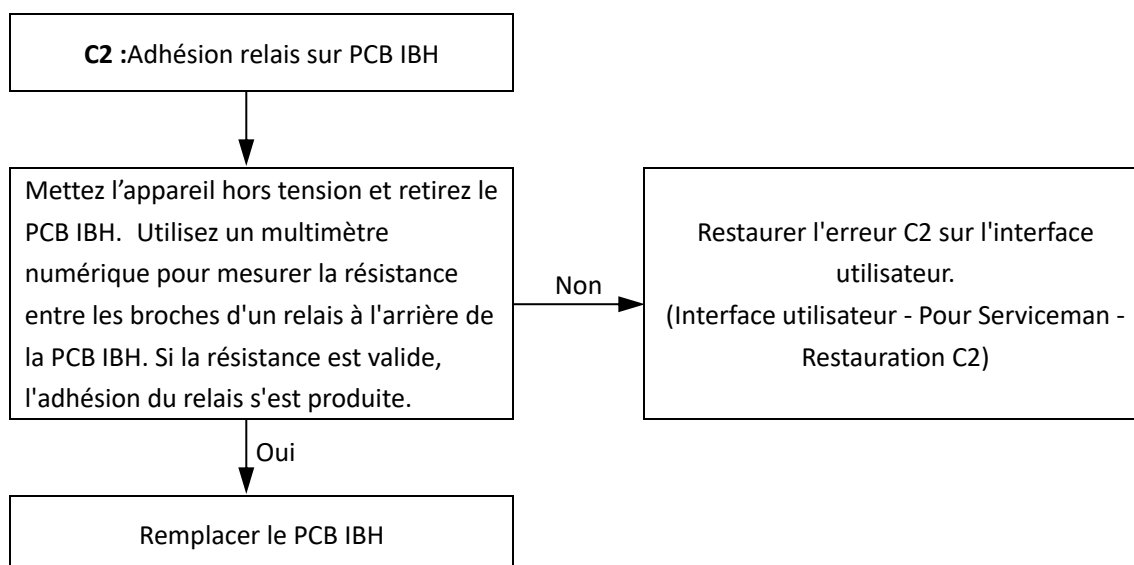 C2 :Adhésion relais sur PCB IBH
Mettez l’appareil hors tension et retirez le
PCB IBH.  Utilisez un multimètre
numérique pour mesurer la résistance
entre les broches d'un relais à l'arrière de
la PCB IBH. Si la résistance est valide,
l'adhésion du relais s'est produite.
Non
Restaurer l'erreur C2 sur l'interface
utilisateur.
(Interface utilisateur - Pour Serviceman -
Restauration C2)
Oui
Remplacer le PCB IBH